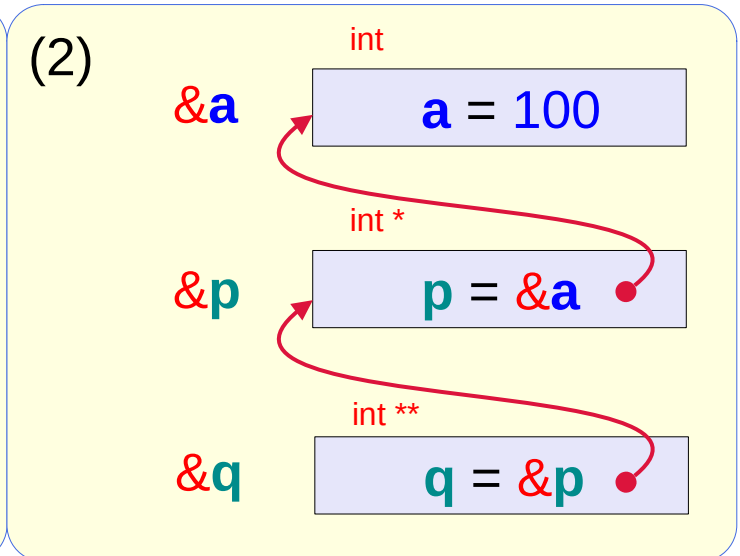 (2)
int
&a
a = 100
int *
&p
p = &a
int **
&q
q = &p